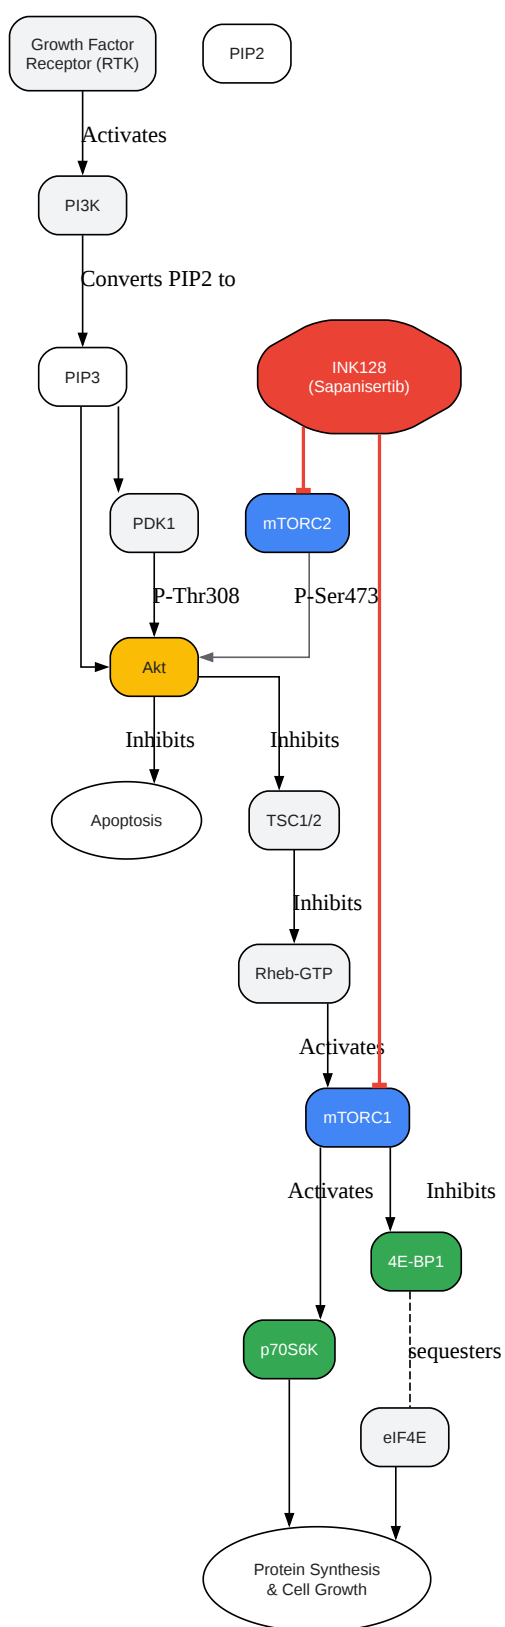 Growth Factor
Receptor (RTK)
PIP2
Activates
PI3K
Converts PIP2 to
PIP3
INK128
(Sapanisertib)
PDK1
mTORC2
P-Thr308
P-Ser473
Akt
Inhibits
Inhibits
Apoptosis
TSC1/2
Inhibits
Rheb-GTP
Activates
mTORC1
Activates
Inhibits
4E-BP1
p70S6K
sequesters
eIF4E
Protein Synthesis
& Cell Growth